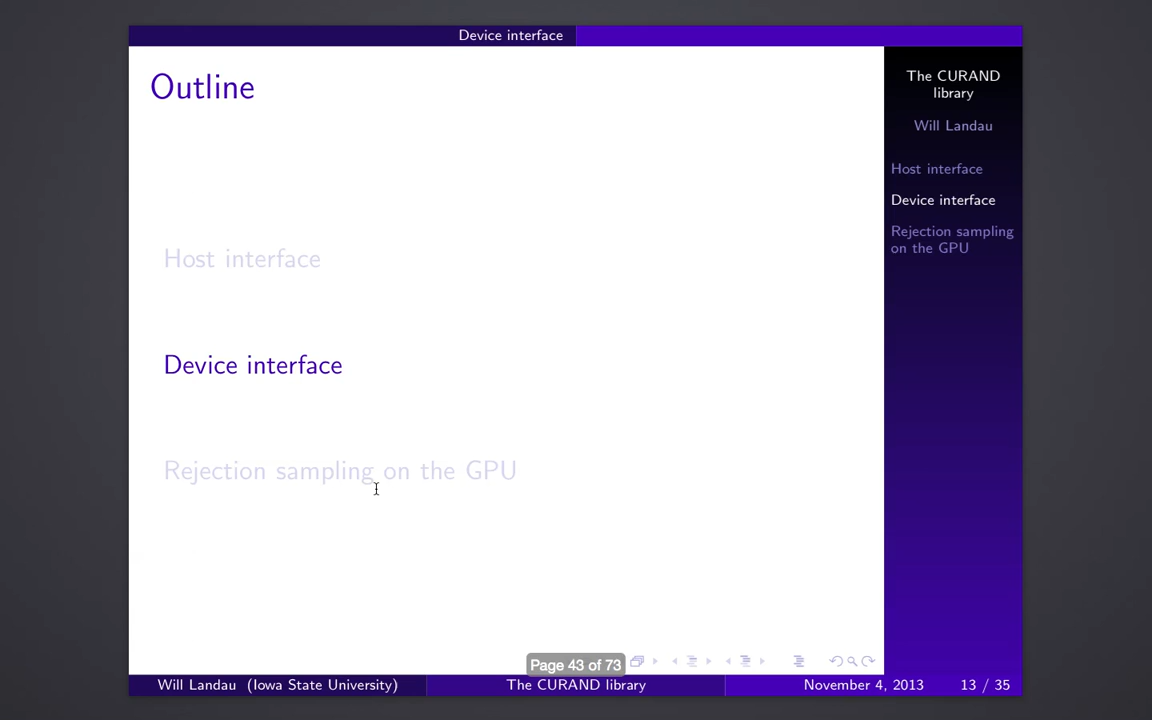 Device interface
Outline
Host interface
Device interface
Rejection sampling on the GPU
The CURAND
library
Will Landau
Host interface
Device interface
Rejection sampling
on the GPU
Page 43 of 73
Will Landau (Iowa State University)
The CURAND library
November 4, 2013
13 / 35